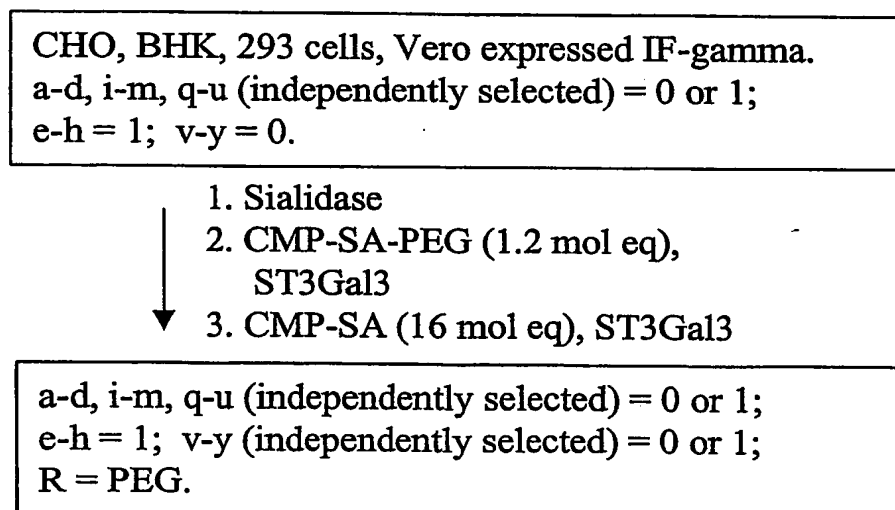 CHO, BHK, 293 cells, Vero expressed IF-gamma.
a-d, i-m, q-u (independently selected) = 0 or 1;
e-h = 1; v-y = 0.
1. Sialidase
2. CMP-SA-PEG (1.2 mol eq),
ST3Gal3
3. CMP-SA (16 mol eq), ST3Gal3
a-d, i-m, q-u (independently selected) = 0 or 1;
e-h = 1; v-y (independently selected) = 0 or 1;
R = PEG.